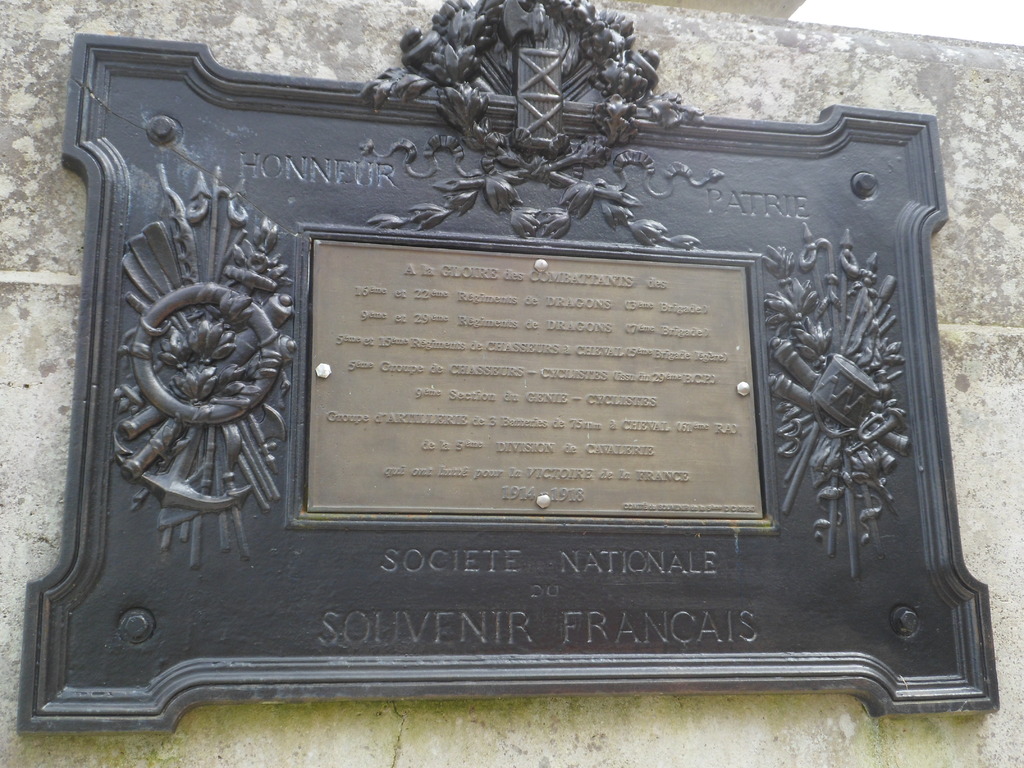 HONNEUR
PATRIE
A la GLOIRE des COMBATTANTS des
16ème et 22ème Régiments de DRAGONS (3ème Brigade)
9ème et 29ème Régiments de DRAGONS (7ème Brigade)
5ème et 15ème Régiments de CHASSEURS à CHEVAL (5ème Brigade légère)
5ème Groupe de CHASSEURS - CYCLISTES (issu du 29ème B.C.P.)
9ème Section du GENIE - CYCLISTES
Groupe d'ARTILLERIE de 3 Batteries de 75mm à CHEVAL (61ème RA)
de la 5ème DIVISION de CAVALERIE
qui ont lutté pour la VICTOIRE de la FRANCE
1914 1918
SOCIETE NATIONALE
DU
SOUVENIR FRANÇAIS